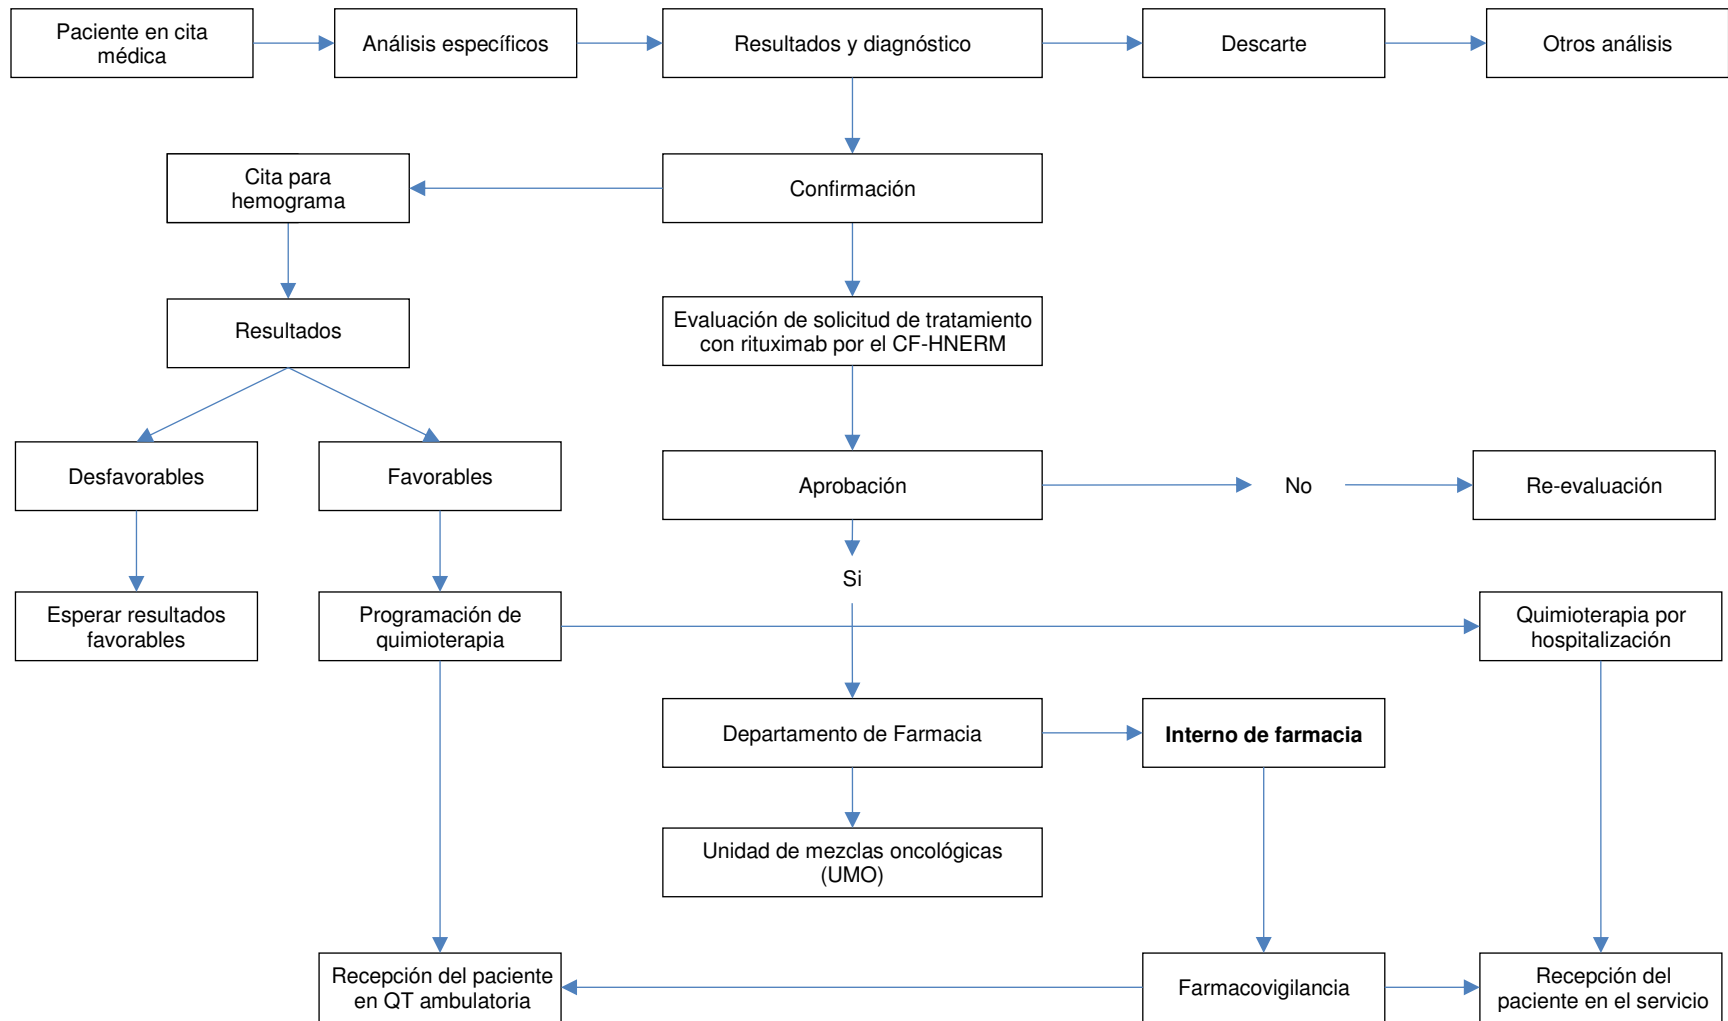 Paciente en cita
médica
Análisis específicos
Resultados y diagnóstico
Descarte
Otros análisis
Cita para
hemograma
Confirmación
Resultados
Evaluación de solicitud de tratamiento
con rituximab por el CF-HNERM
Desfavorables
Favorables
Aprobación
No
Re-evaluación
Si
Esperar resultados
favorables
Programación de
quimioterapia
Quimioterapia por
hospitalización
Departamento de Farmacia
Interno de farmacia
Unidad de mezclas oncológicas
(UMO)
Recepción del paciente
en QT ambulatoria
Farmacovigilancia
Recepción del
paciente en el servicio